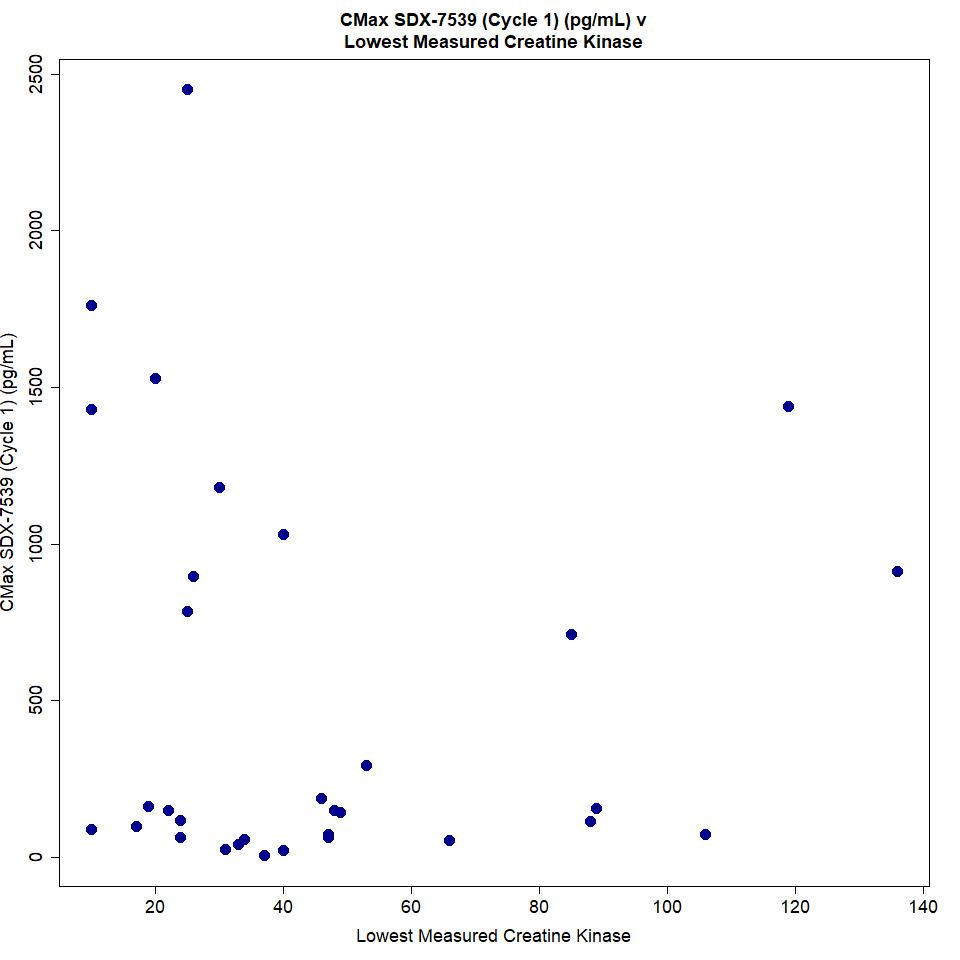 CMax SDX-7539 (Cycle 1) (pg/mL) v
Lowest Measured Creatine Kinase
2500
2000
1500
1000
500
0
CMax SDX-7539 (Cycle 1) (pg/mL)
20 40 60 80 100 120 140
Lowest Measured Creatine Kinase